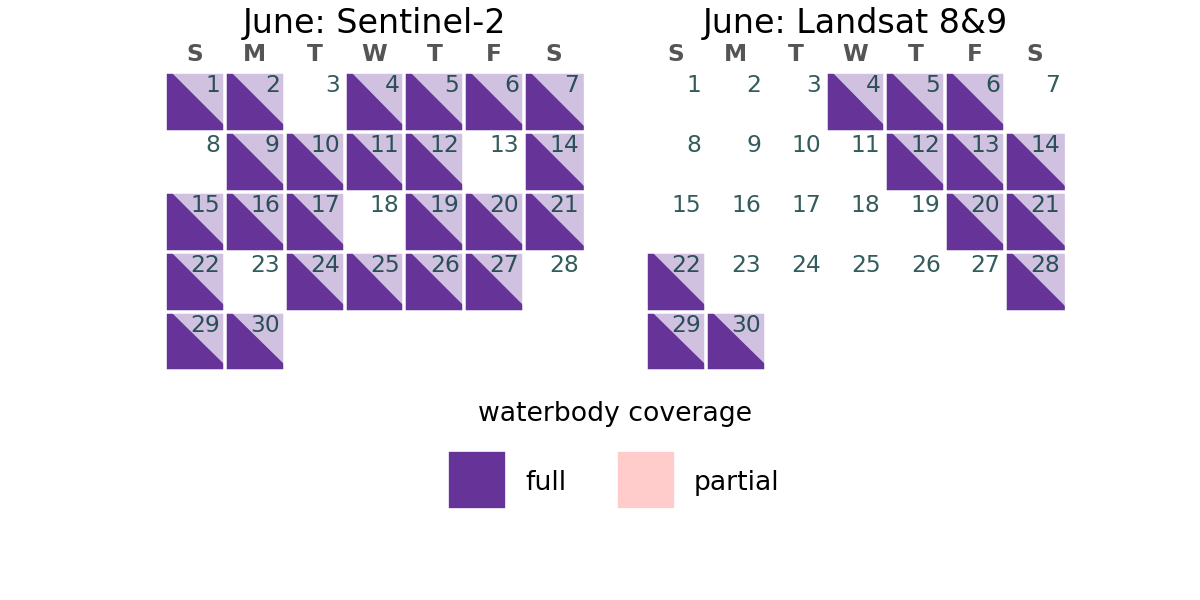 June: Sentinel-2
S M T W T F S
1 2 3 4 5 6 7
8 9 10 11 12 13 14
15 16 17 18 19 20 21
22 23 24 25 26 27 28
29 30
June: Landsat 8&9
S M T W T F S
1 2 3 4 5 6 7
8 9 10 11 12 13 14
15 16 17 18 19 20 21
22 23 24 25 26 27 28
29 30
waterbody coverage
full partial